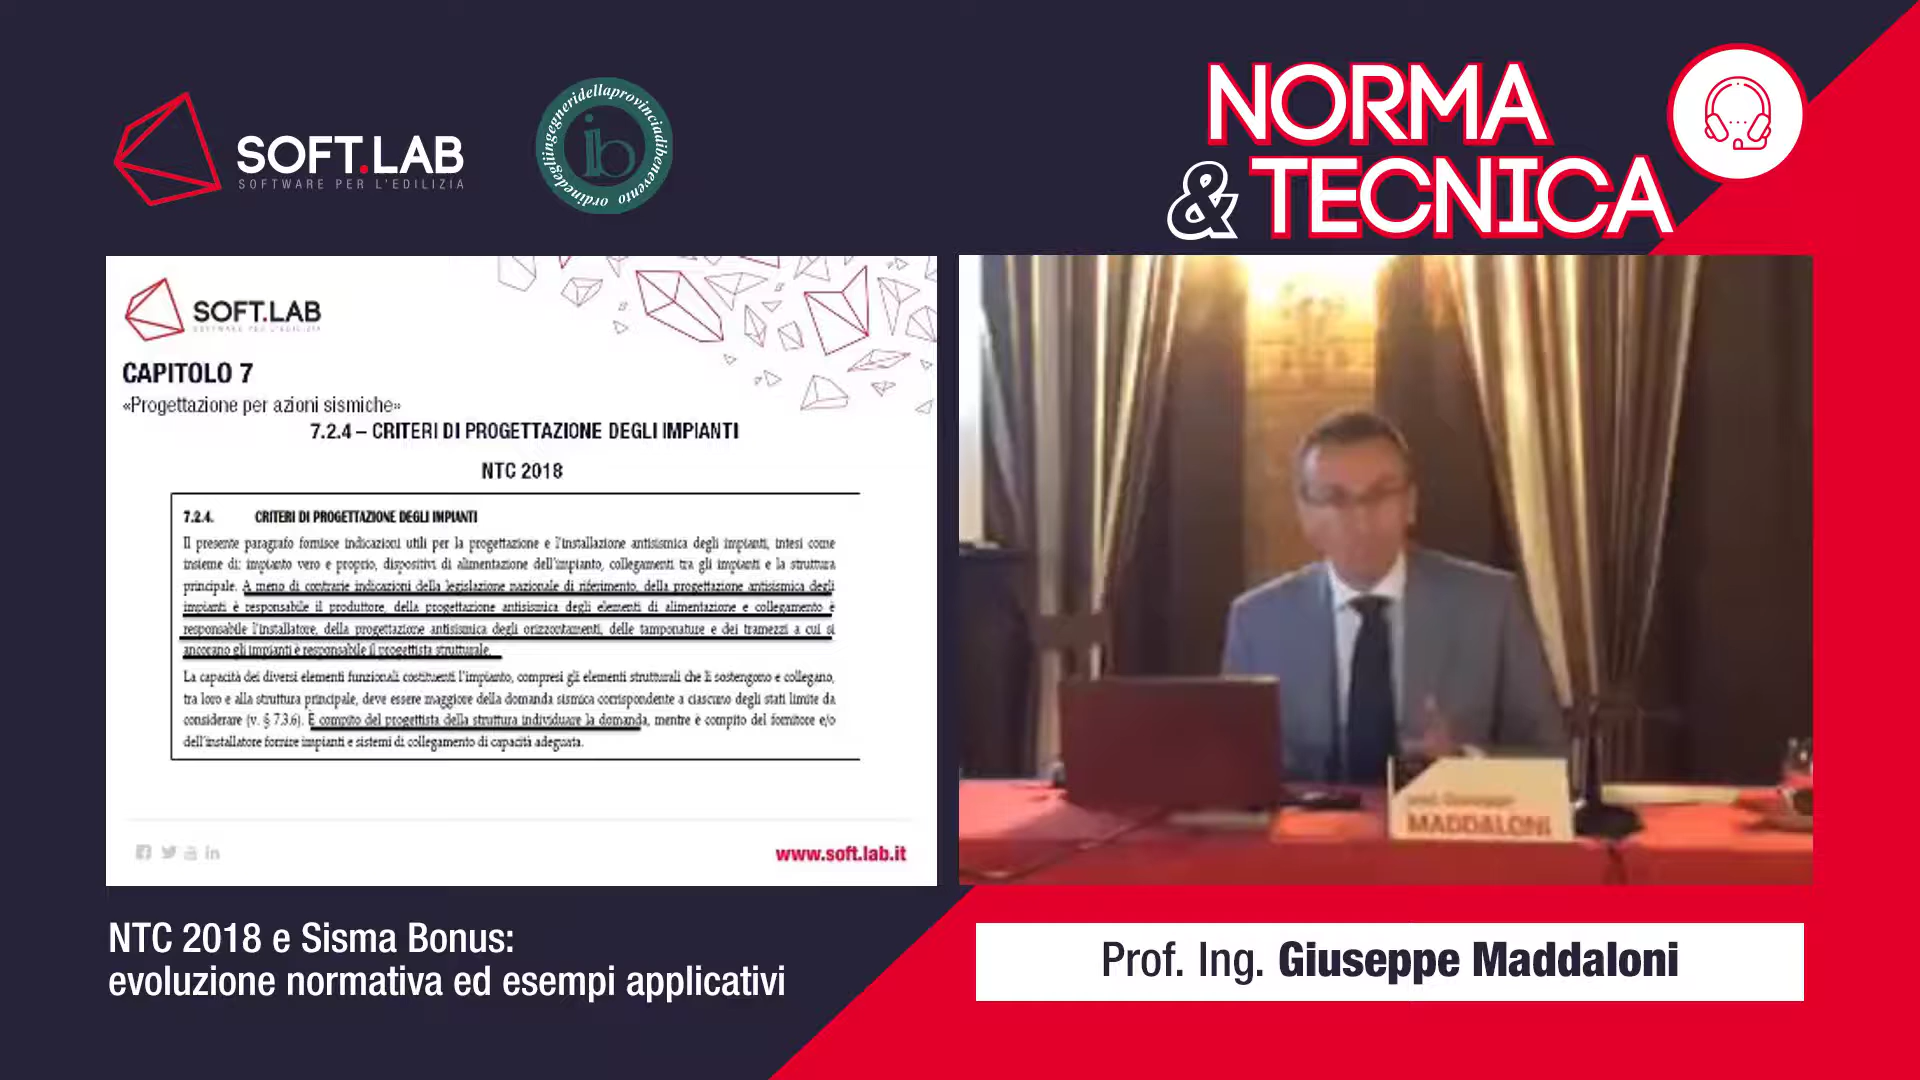 SOFT.LAB
SOFTWARE PER L'EDILIZIA
ordinedegliingegneridellaprovinciadibenevento
ib
NORMA
& TECNICA
SOFT.LAB
SOFTWARE PER L'EDILIZIA
CAPITOLO 7
«Progettazione per azioni sismiche»
7.2.4 – CRITERI DI PROGETTAZIONE DEGLI IMPIANTI
NTC 2018
7.2.4. CRITERI DI PROGETTAZIONE DEGLI IMPIANTI
Il presente paragrafo fornisce indicazioni utili per la progettazione e l'installazione antisismica degli impianti, intesi come
insieme di: impianto vero e proprio, dispositivi di alimentazione dell'impianto, collegamenti tra gli impianti e la struttura
principale. A meno di contrarie indicazioni della legislazione nazionale di riferimento, della progettazione antisismica degli
impianti è responsabile il produttore, della progettazione antisismica degli elementi di alimentazione e collegamento è
responsabile l'installatore, della progettazione antisismica degli orizzontamenti, delle tamponature e dei tramezzi a cui si
ancorano gli impianti è responsabile il progettista strutturale.
La capacità dei diversi elementi funzionali costituenti l'impianto, compresi gli elementi strutturali che li sostengono e collegano,
tra loro e alla struttura principale, deve essere maggiore della domanda sismica corrispondente a ciascuno degli stati limite da
considerare (v. § 7.3.6). È compito del progettista della struttura individuare la domanda, mentre è compito del fornitore e/o
dell'installatore fornire impianti e sistemi di collegamento di capacità adeguata.
www.soft.lab.it
prof. Giuseppe
MADDALONI
NTC 2018 e Sisma Bonus:
evoluzione normativa ed esempi applicativi
Prof. Ing. Giuseppe Maddaloni